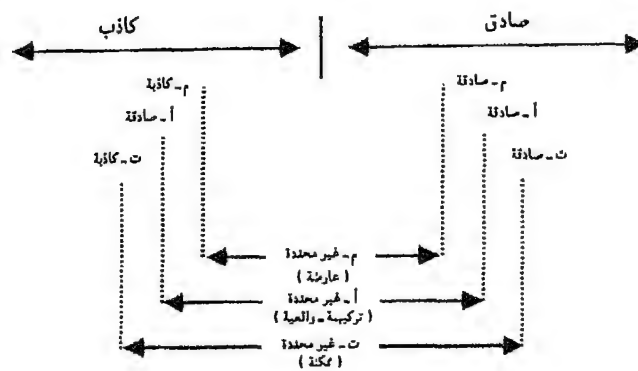 صادق
كاذب
م-صادقة
م-كاذبة
أ-صادقة
أ-صادقة
ت-صادقة
ت-كاذبة
م-غير محددة
(عارضة)
أ-غير محددة
(تركيبية-واقعية)
ت-غير محددة
(ممكنة)